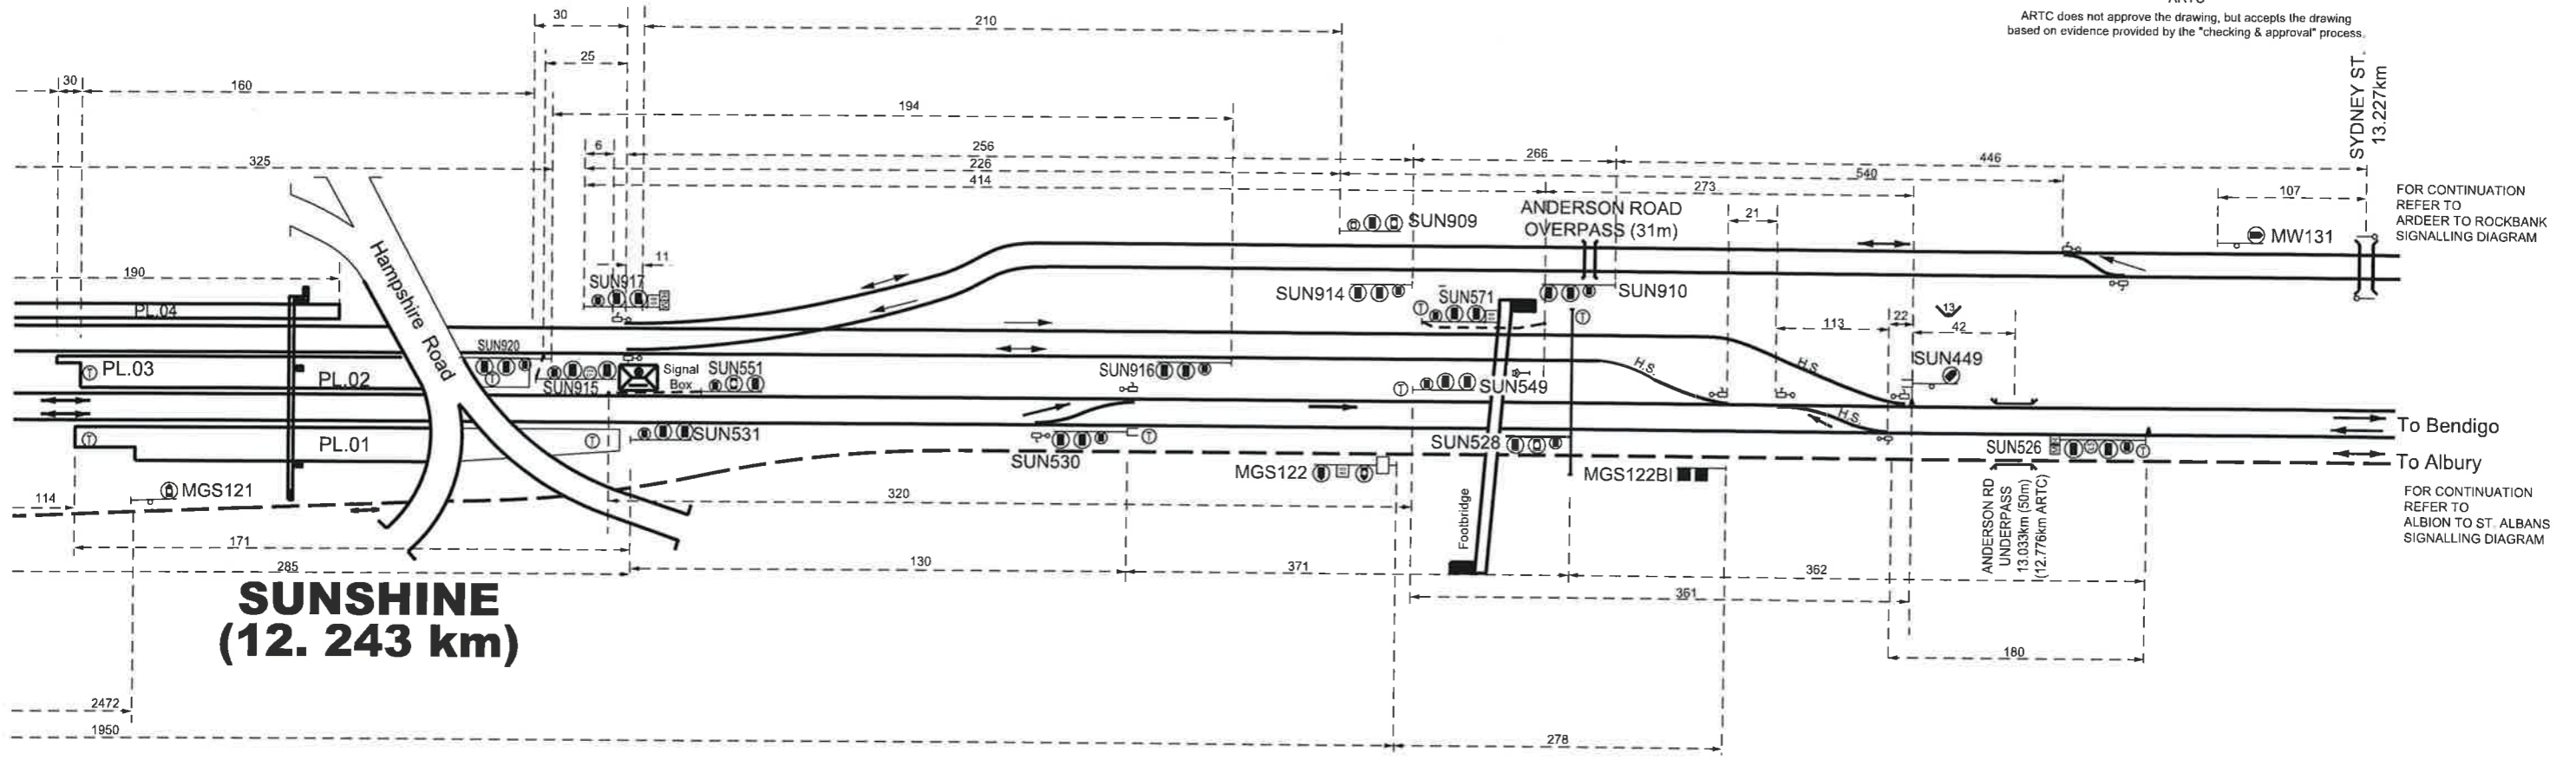 ARTC does not approve the drawing, but accepts the drawing
based on evidence provided by the "checking & approval" process.
30
210
25
30
160
194
SYDNEY ST.
13.227km
6
256
266
446
325
226
540
414
273
107
FOR CONTINUATION
REFER TO
ARDEER TO ROCKBANK
SIGNALLING DIAGRAM
21
ANDERSON ROAD
OVERPASS (31m)
SUN909
MW131
Hampshire Road
190
11
SUN917
SUN914
SUN571
SUN910
13
PL.04
113
22
42
SUN920
PL.03
PL.02
SUN915
Signal
Box
SUN551
SUN916
SUN549
H.S.
H.S.
SUN449
H.S.
T
T
T
T
T
T
T
T
T
PL.01
SUN531
SUN530
SUN528
SUN526
To Bendigo
To Albury
MGS122
MGS122BI
MGS121
114
320
Footbridge
ANDERSON RD
UNDERPASS
13.033km (50m)
(12.776km ARTC)
FOR CONTINUATION
REFER TO
ALBION TO ST. ALBANS
SIGNALLING DIAGRAM
171
285
130
371
362
361
SUNSHINE
(12. 243 km)
180
2472
1950
278